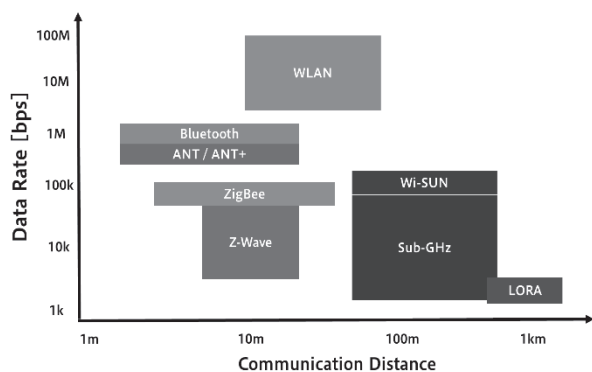 Data Rate [bps]
100M
10M
1M
100k
10k
1k
WLAN
Bluetooth
ANT / ANT+
ZigBee
Z-Wave
Wi-SUN
Sub-GHz
LORA
1m
10m
100m
1km
Communication Distance